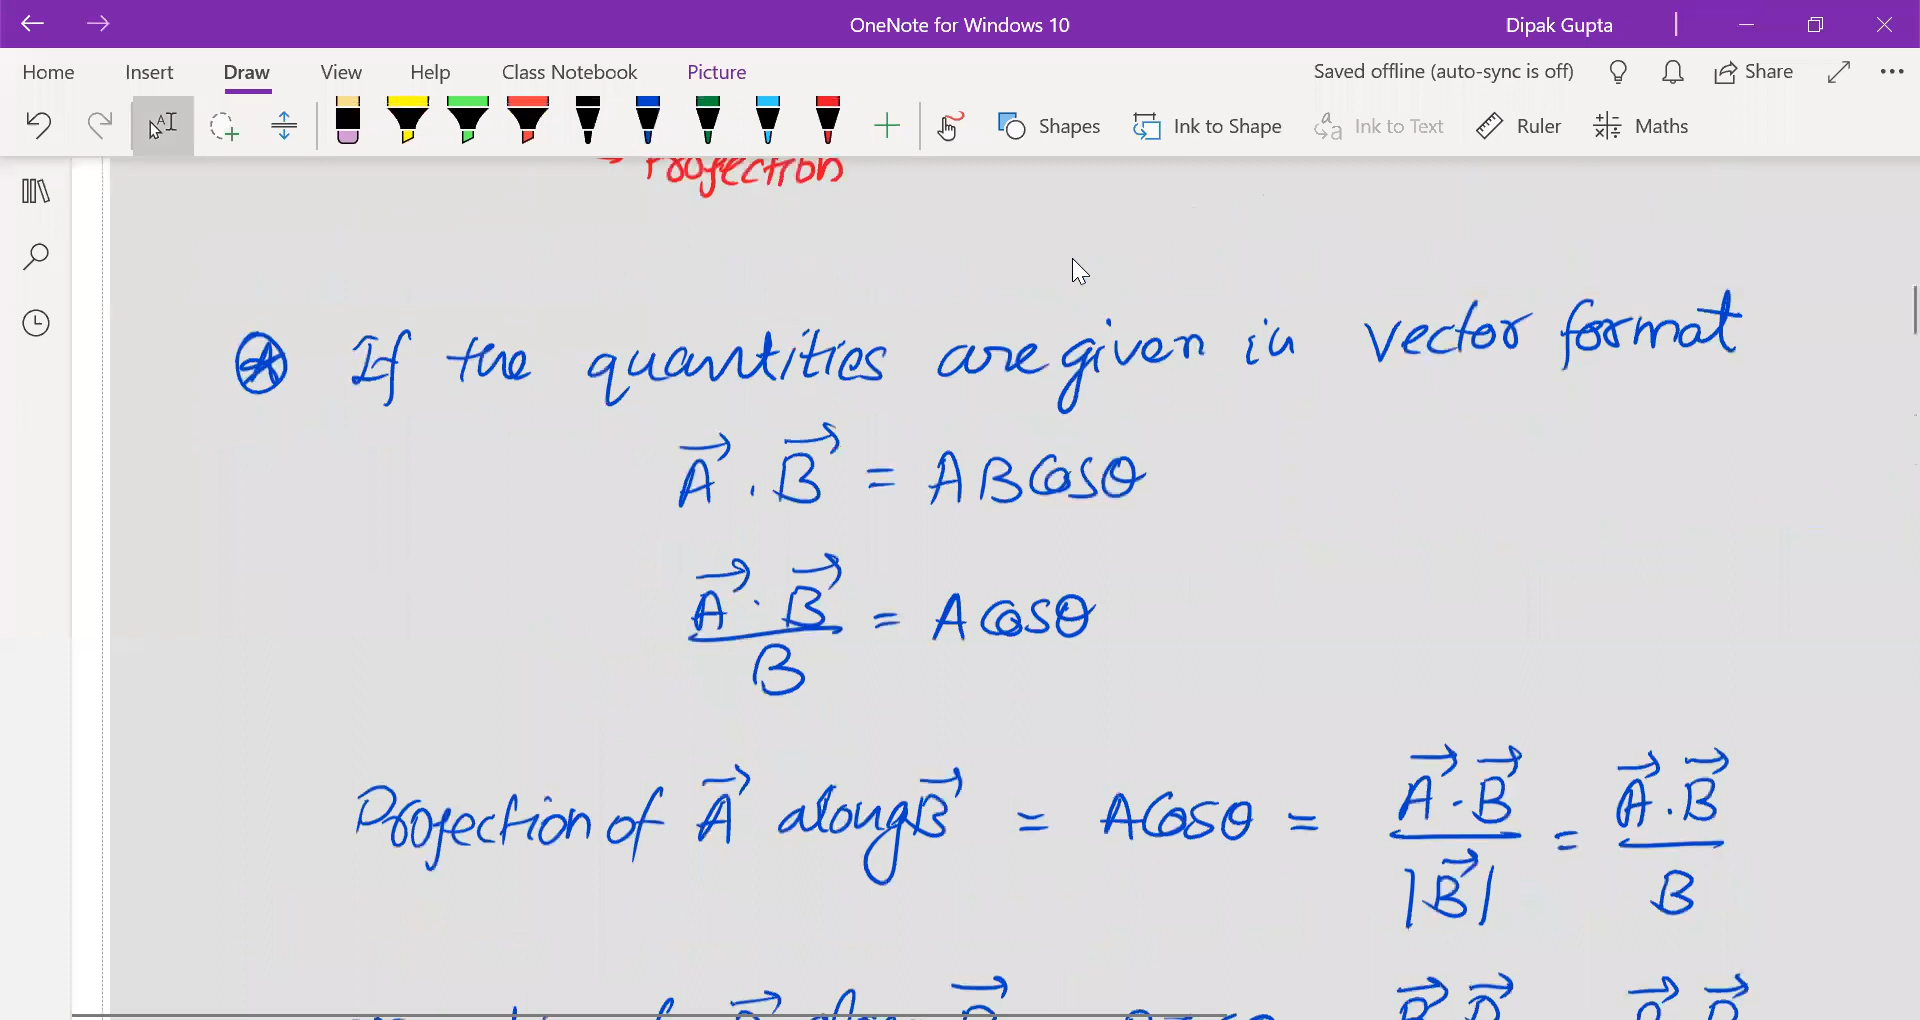 OneNote for Windows 10
Dipak Gupta
Home Insert Draw View Help Class Notebook Picture
Saved offline (auto-sync is off) Share
Shapes Ink to Shape Ink to Text Ruler Maths
Projection
If the quantities are given in vector format
A⃗ . B⃗ = A B Cosθ
A⃗ . B⃗ / B = A Cosθ
Projection of A⃗ along B⃗ = A Cosθ = A⃗ . B⃗ / |B⃗| = A⃗ . B⃗ / B